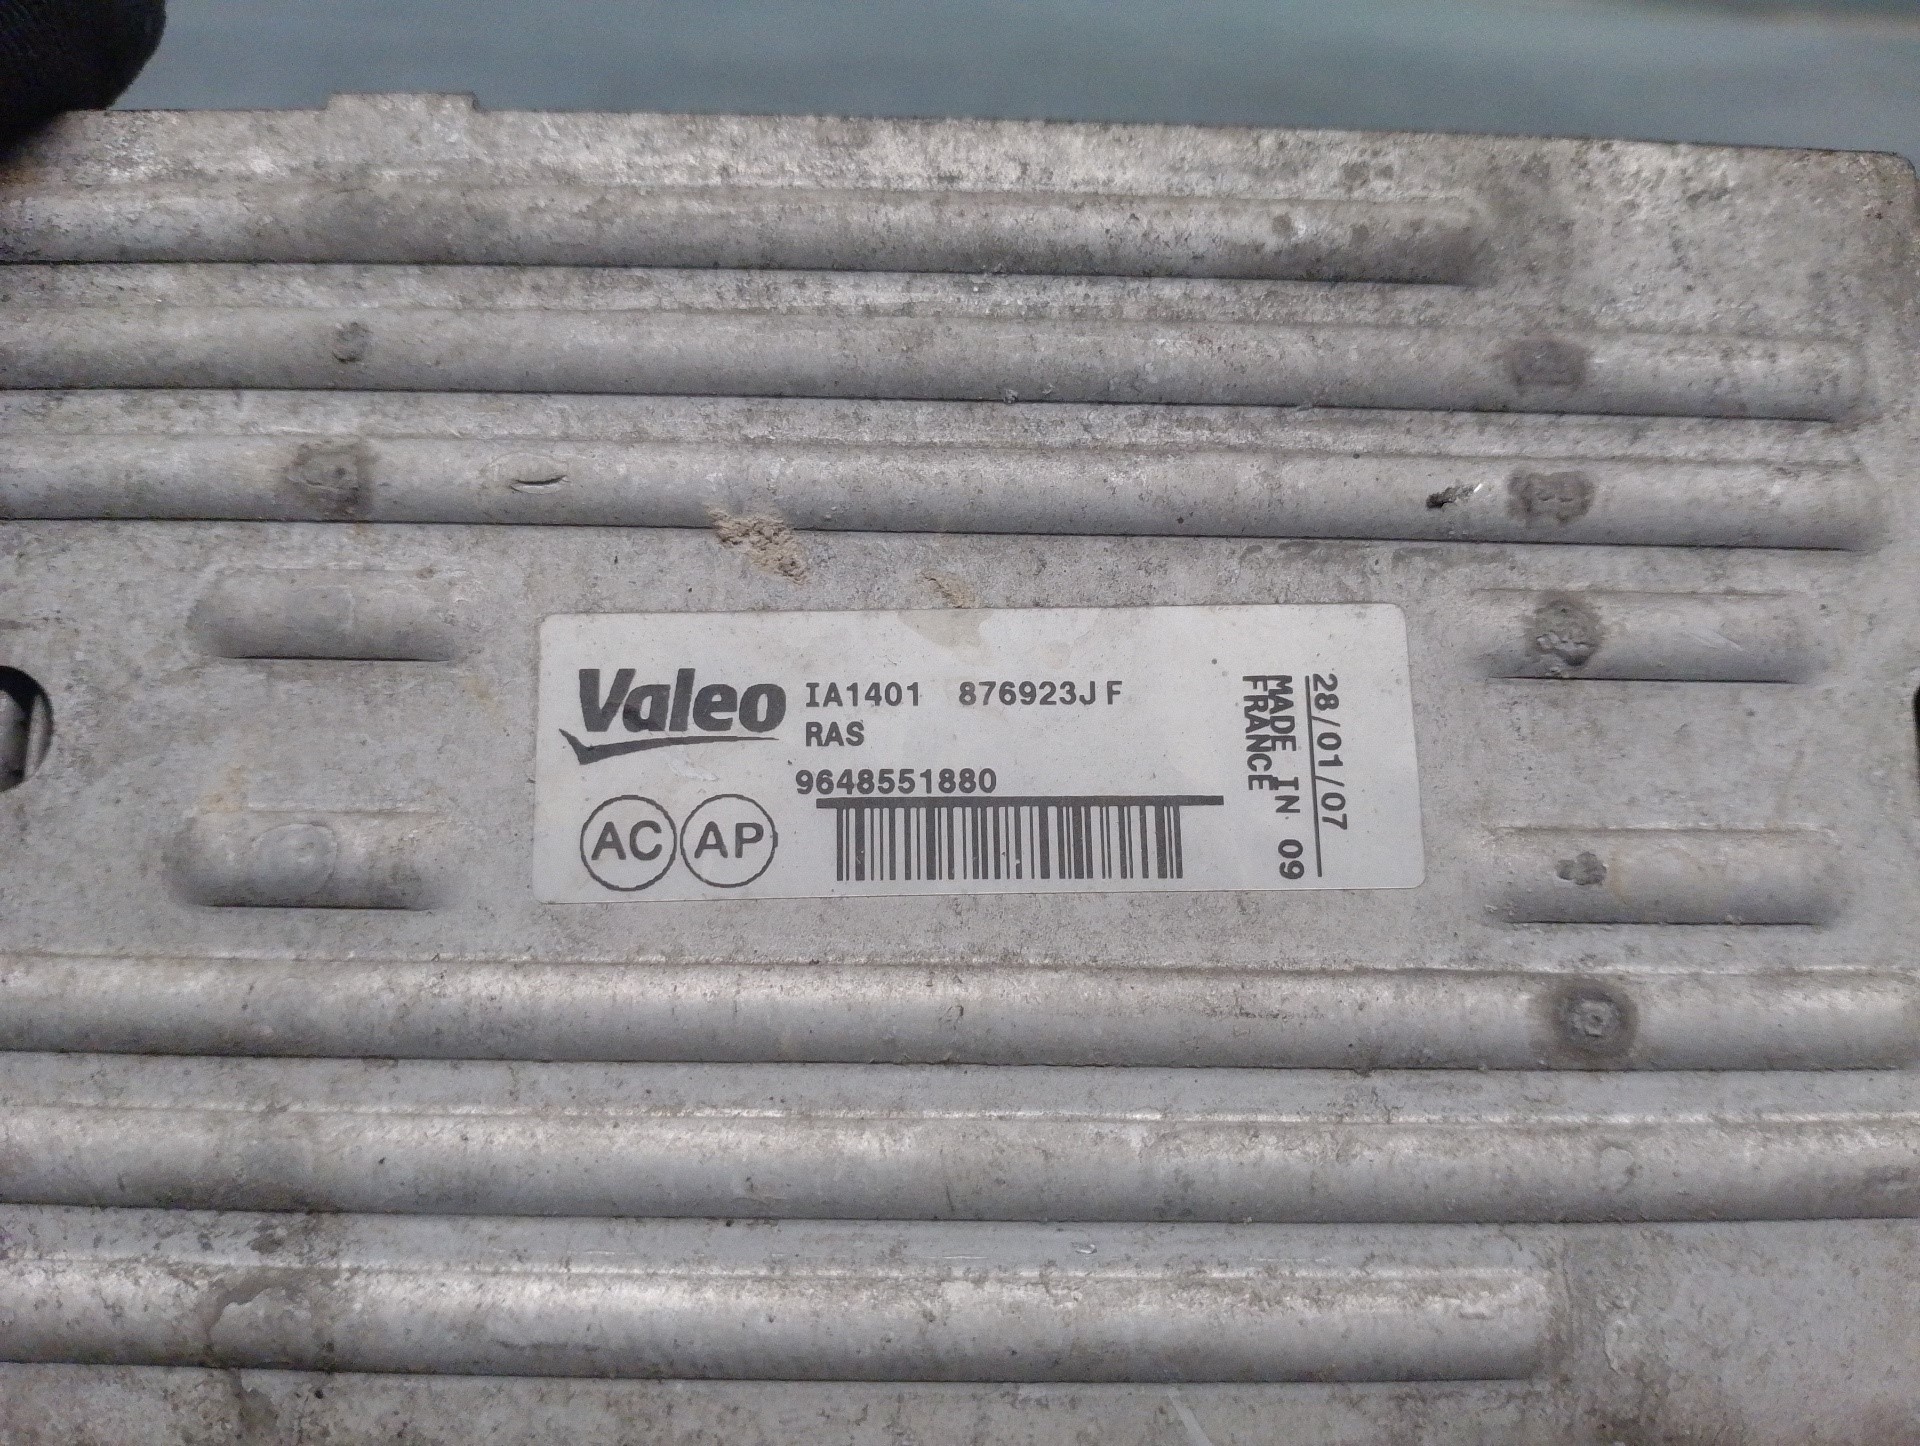 Valeo IA1401 876923J F
RAS
9648551880
AC AP
28/01/07
MADE IN 09
FRANCE